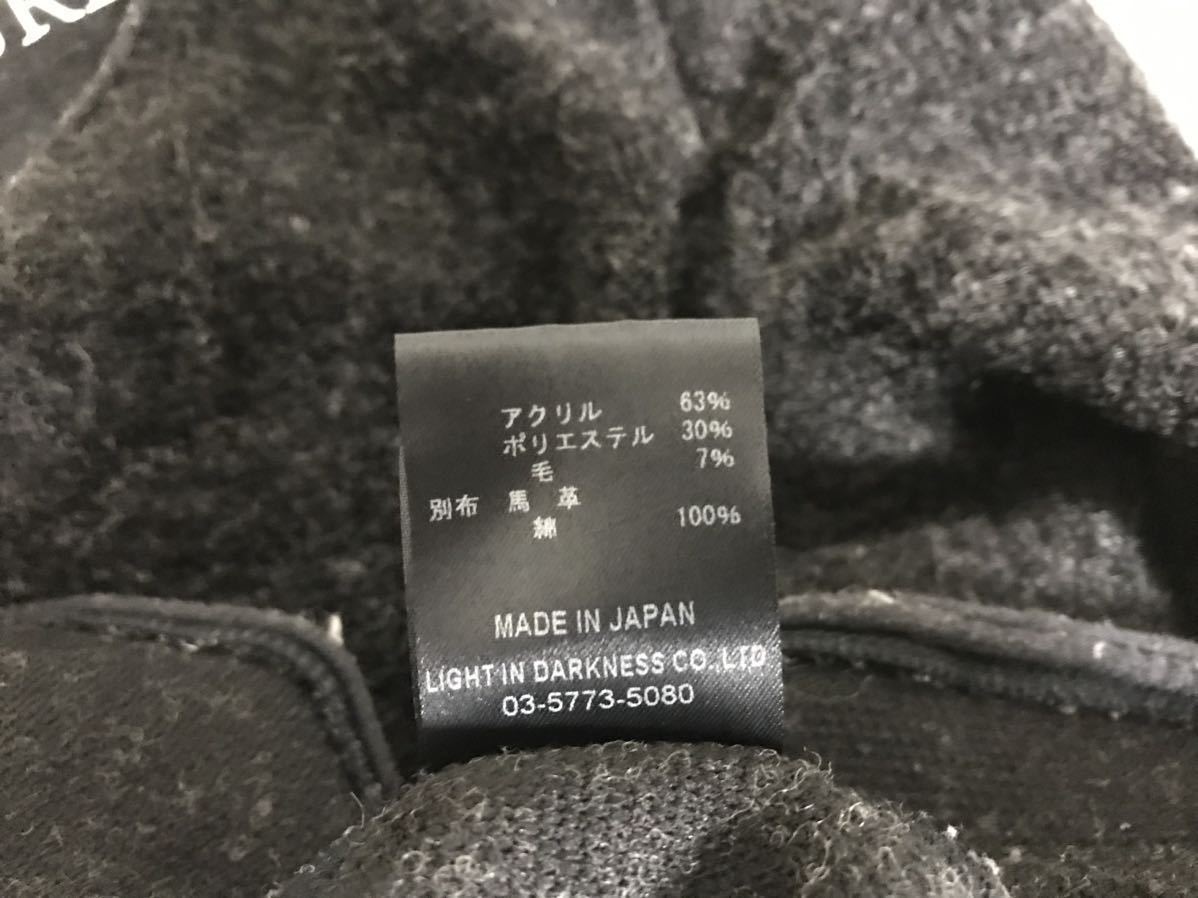 アクリル 63%
ポリエステル 30%
毛 7%
別布 馬 革
綿 100%
MADE IN JAPAN
LIGHT IN DARKNESS CO.,LTD
03-5773-5080